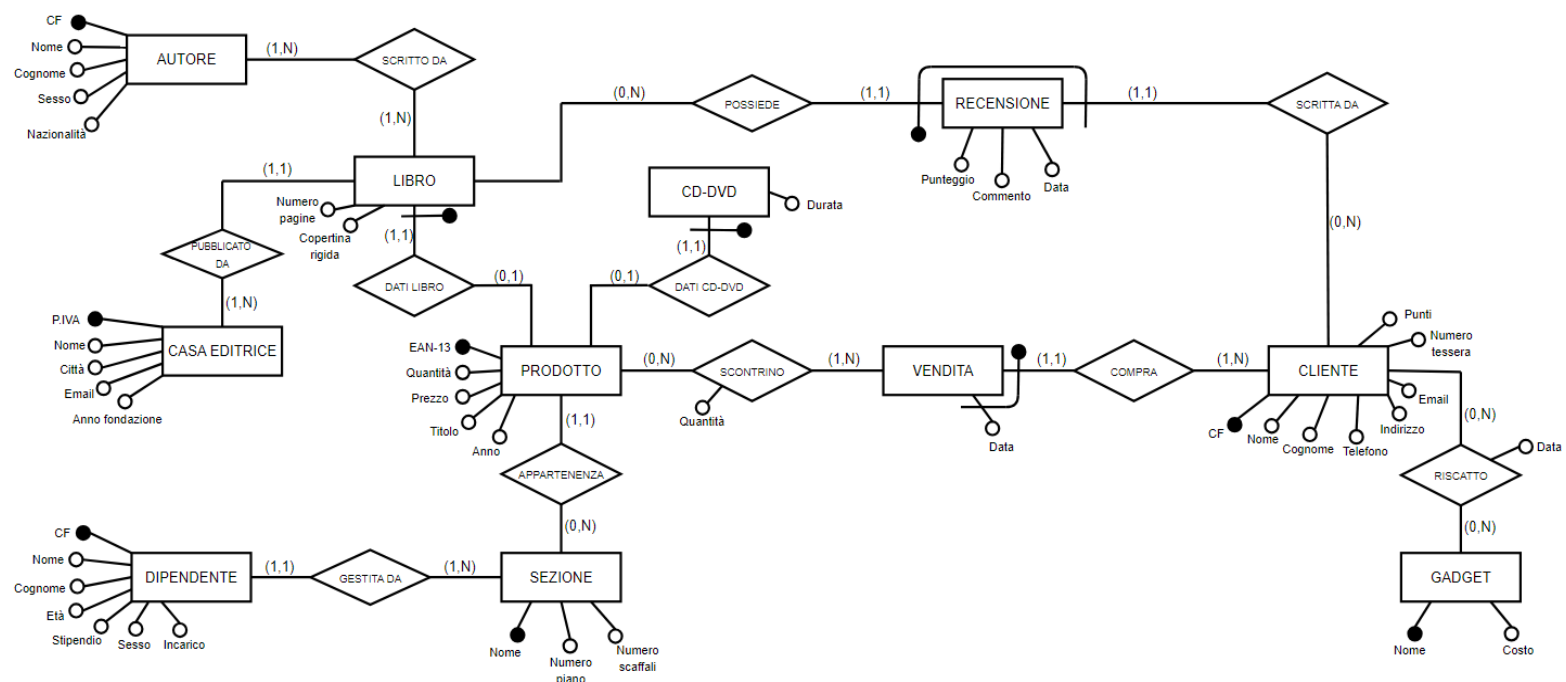 CF
Nome
Cognome
Sesso
Nazionalità
AUTORE
(1,N)
SCRITTO DA
(1,N)
(0,N)
POSSIEDE
(1,1)
RECENSIONE
(1,1)
SCRITTA DA
Punteggio
Commento
Data
(0,N)
(1,1)
LIBRO
Numero
pagine
Copertina
rigida
(1,1)
CD-DVD
Durata
(1,1)
PUBBLICATO
DA
(1,N)
DATI LIBRO
(0,1)
(0,1)
DATI CD-DVD
P.IVA
Nome
Città
Email
Anno fondazione
CASA EDITRICE
EAN-13
Quantità
Prezzo
Titolo
Anno
PRODOTTO
(0,N)
SCONTRINO
Quantità
(1,N)
VENDITA
Data
(1,1)
COMPRA
(1,N)
CLIENTE
Punti
Numero
tessera
Email
Indirizzo
Telefono
Cognome
Nome
CF
(0,N)
RISCATTO
Data
(0,N)
GADGET
Nome
Costo
(1,1)
APPARTENENZA
(0,N)
CF
Nome
Cognome
Età
Stipendio
Sesso
Incarico
DIPENDENTE
(1,1)
GESTITA DA
(1,N)
SEZIONE
Nome
Numero
piano
Numero
scaffali